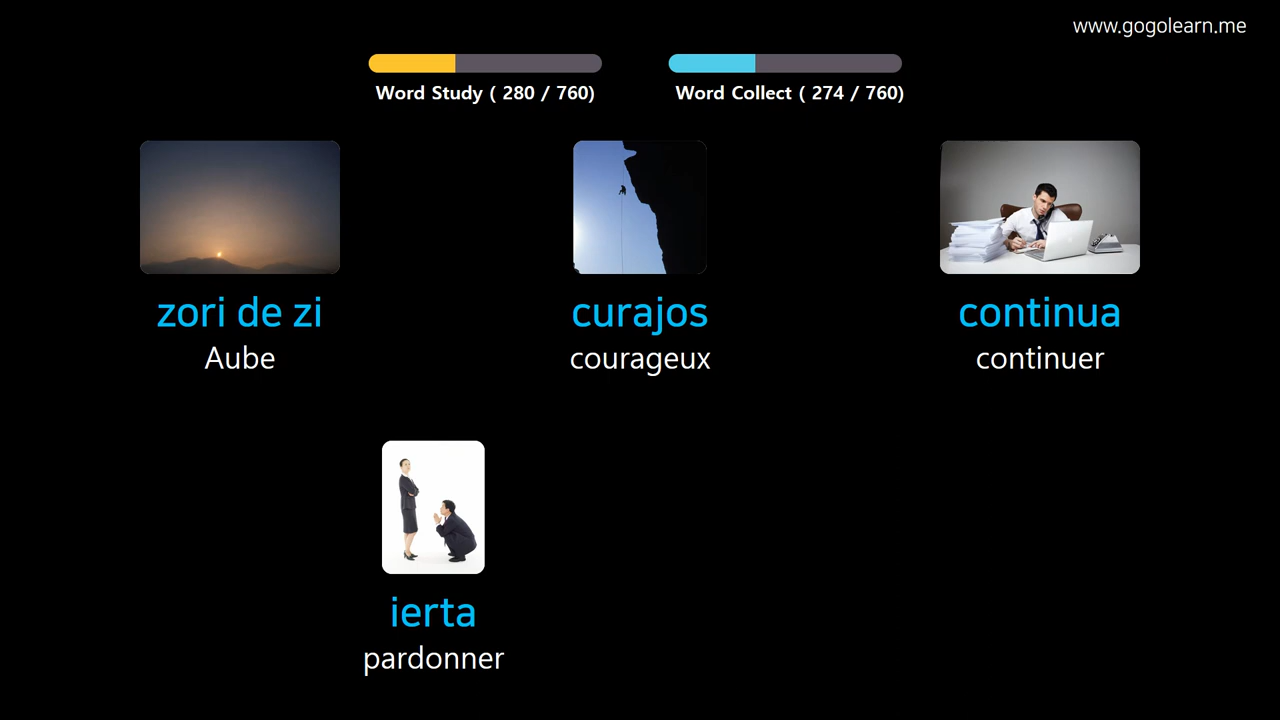 www.gogolearn.me
Word Study ( 280 / 760)
Word Collect ( 274 / 760)
zori de zi
Aube
curajos
courageux
continua
continuer
ierta
pardonner